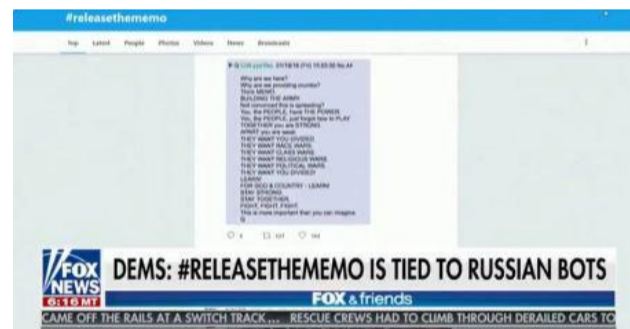 #releasethememo
Top Latest People Photos Videos News Broadcasts
Why are we here?
Why are we providing crumbs?
Think MEMO.
BUILDING THE ARMY.
Not convinced this is spreading?
You, the PEOPLE, have THE POWER.
You, the PEOPLE, just forgot how to PLAY.
TOGETHER you are STRONG.
APART you are weak.
THEY WANT YOU DIVIDED.
THEY WANT RACE WARS.
THEY WANT CLASS WARS.
THEY WANT RELIGIOUS WARS.
THEY WANT POLITICAL WARS.
THEY WANT YOU DIVIDED!
LEARN!
FOR GOD & COUNTRY - LEARN!
STAY STRONG.
STAY TOGETHER.
FIGHT, FIGHT, FIGHT.
This is more important than you can imagine.
Q
FOX
NEWS
6:16 MT
DEMS: #RELEASETHEMEMO IS TIED TO RUSSIAN BOTS
FOX & friends
CAME OFF THE RAILS AT A SWITCH TRACK... RESCUE CREWS HAD TO CLIMB THROUGH DERAILED CARS TO